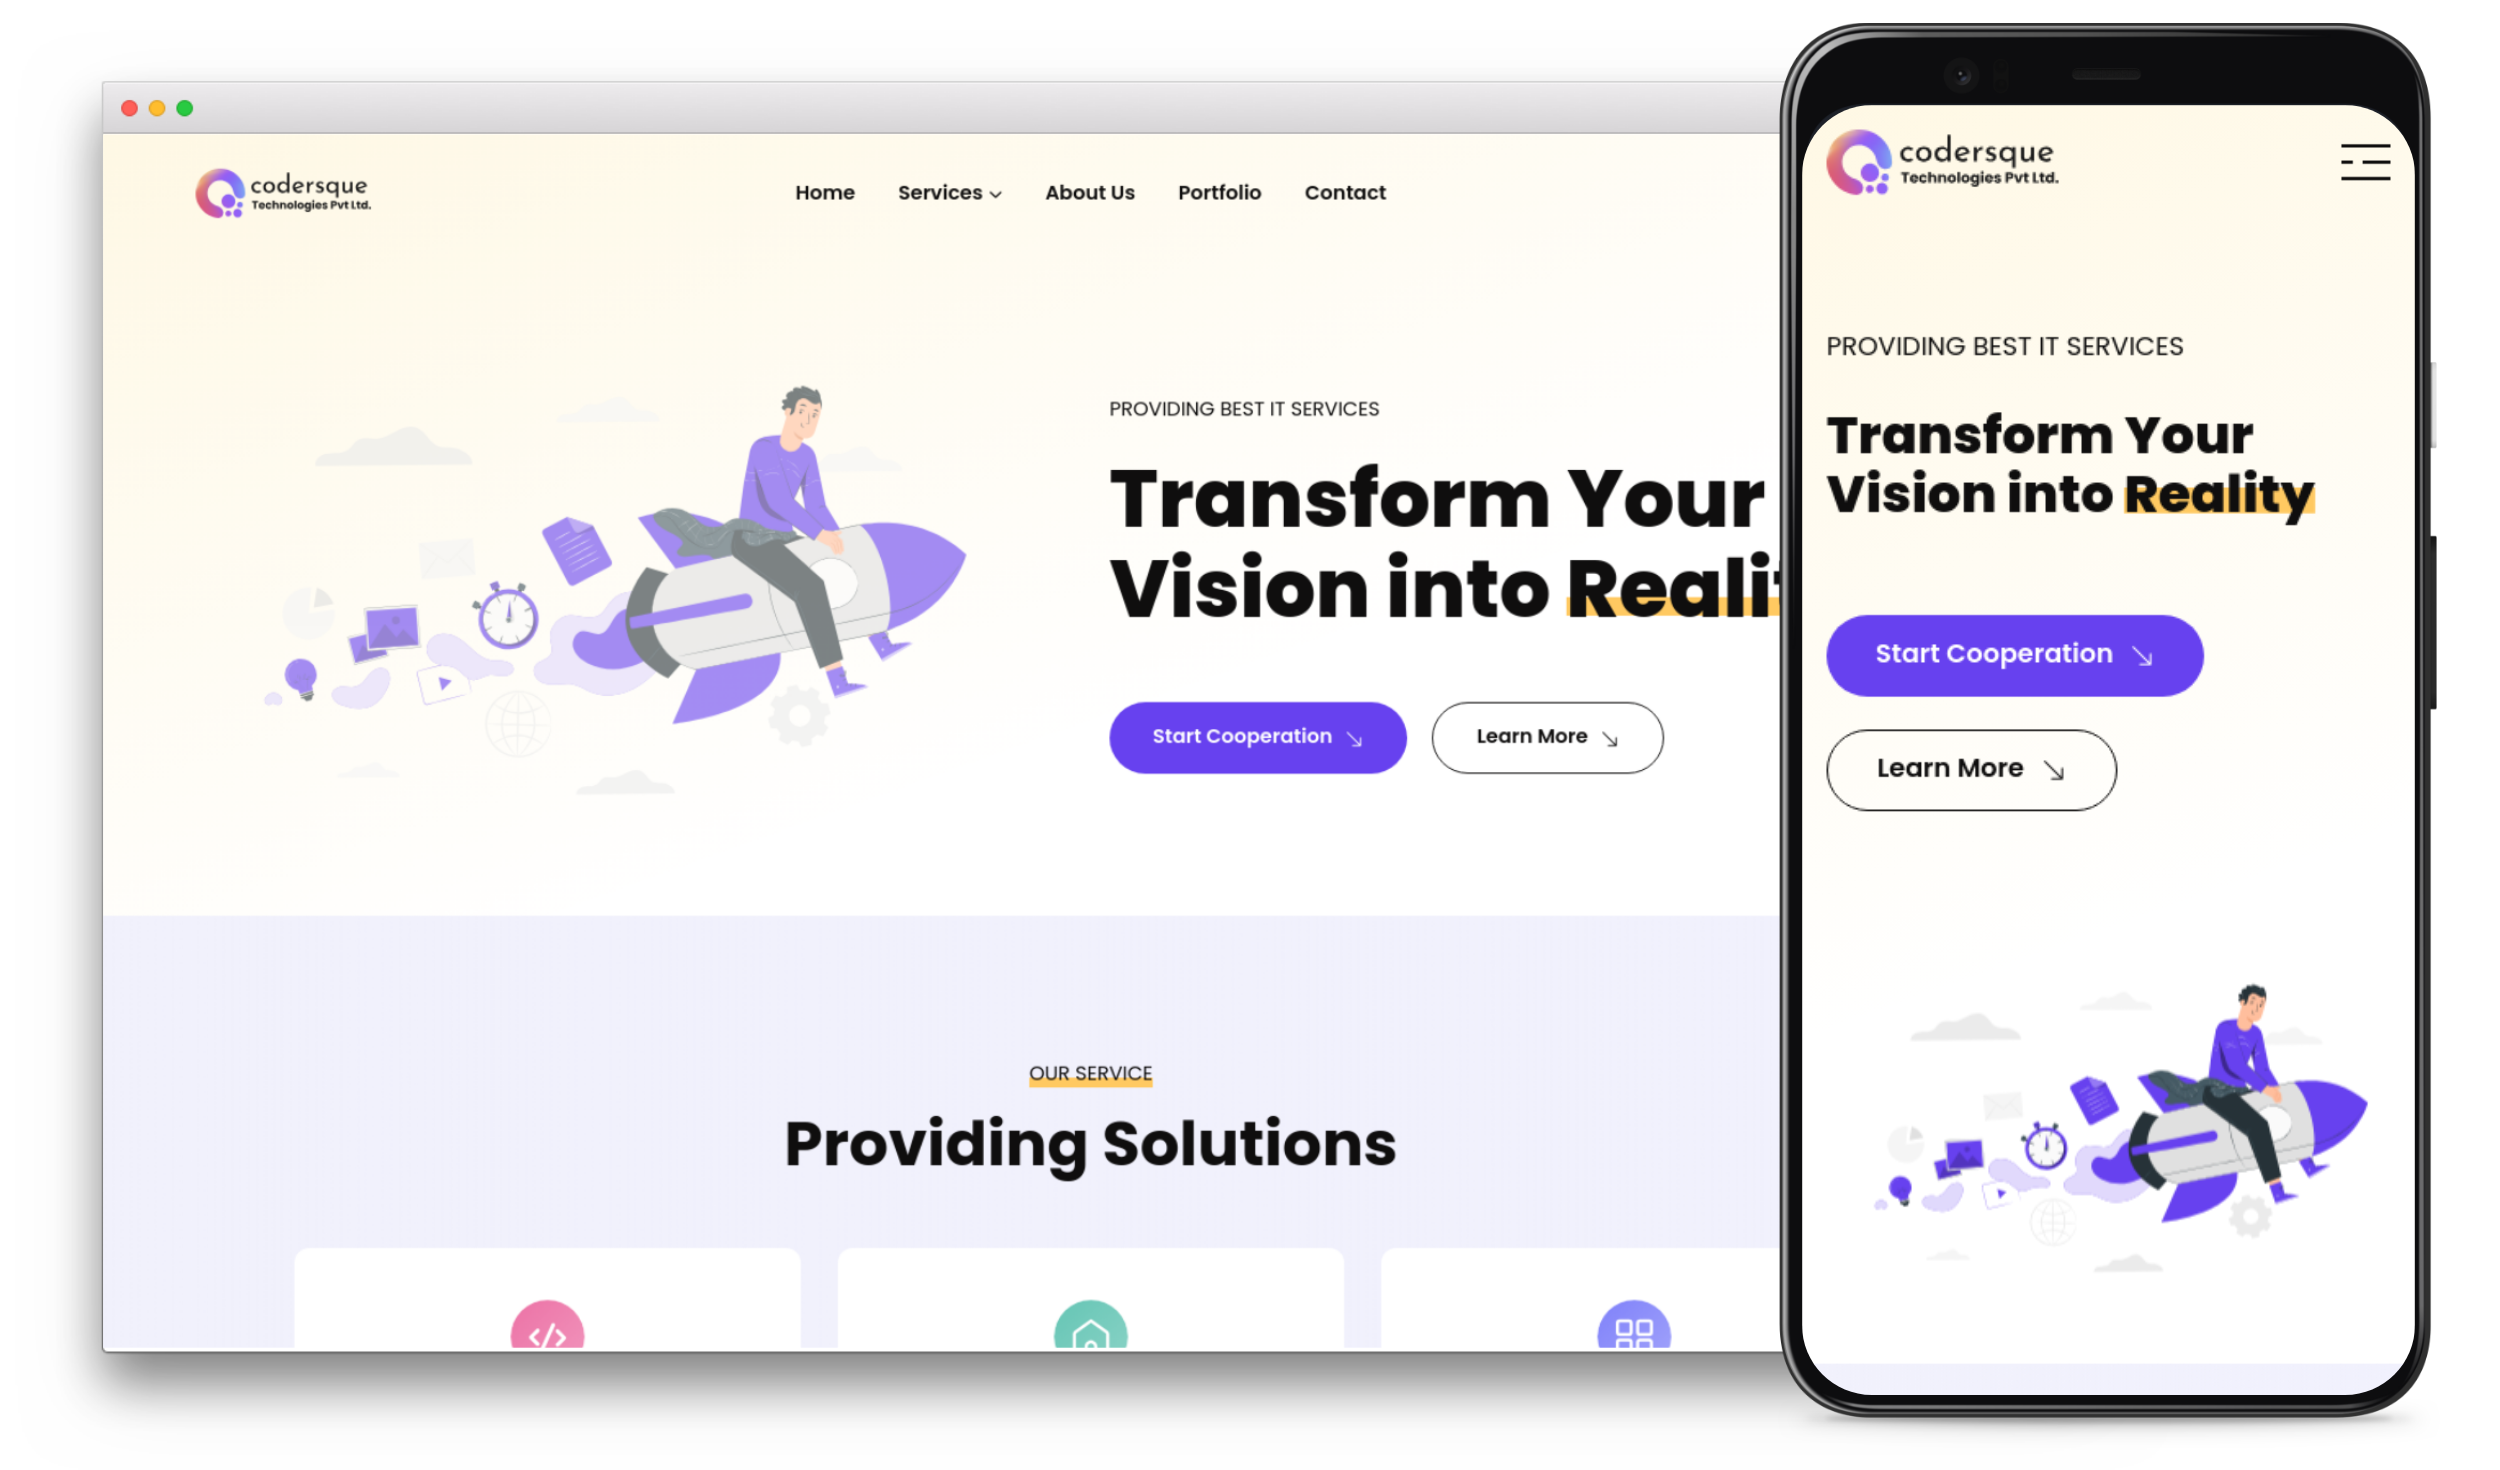 codersque
Technologies Pvt Ltd.
Home Services About Us Portfolio Contact
PROVIDING BEST IT SERVICES
Transform Your
Vision into
Start Cooperation Learn More
OUR SERVICE
Providing Solutions
codersque
Technologies Pvt Ltd.
PROVIDING BEST IT SERVICES
Transform Your
Vision into Reality
Start Cooperation
Learn More